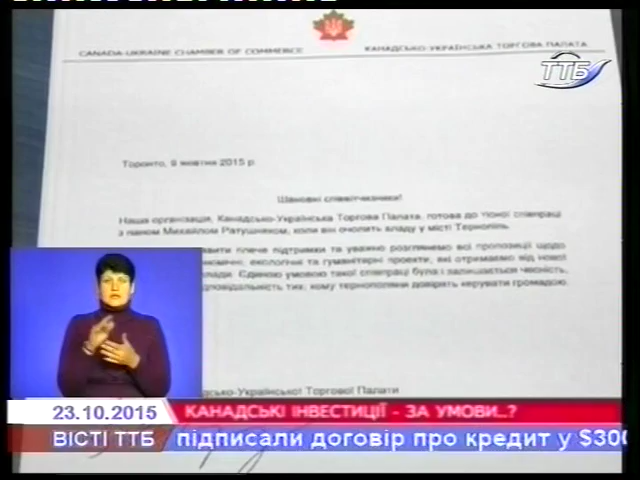 CANADA-UKRAINE CHAMBER OF COMMERCE
КАНАДСЬКО-УКРАЇНСЬКА ТОРГОВА ПАЛАТА
ТТБ
Торонто, 9 жовтня 2015 р
Шановні співвітчизники!
Наша організація, Канадсько-Українська Торгова Палата, готова до тісної співпраці
з паном Михайлом Ратушняком, коли він очолить владу у місті Тернопіль.
плече підтримки та уважно розглянемо всі пропозиції щодо
екологічні та гуманітарні проекти, які отримаємо від нової
Єдиною умовою такої співпраці була і залишається чесність,
тих, кому тернополяни довірять керувати громадою.
Української Торгової Палати
23.10.2015
КАНАДСЬКІ ІНВЕСТИЦІЇ - ЗА УМОВИ..?
ВІСТІ ТТБ
підписали договір про кредит у $300